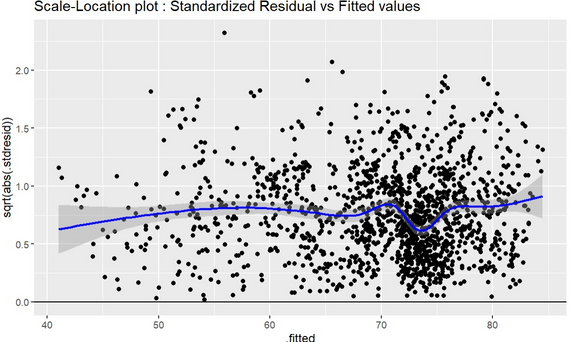 Scale-Location plot : Standardized Residual vs Fitted values
sqrt(abs(.stdresid))
2.0
1.5
1.0
0.5
0.0
40 50 60 70 80
.fitted